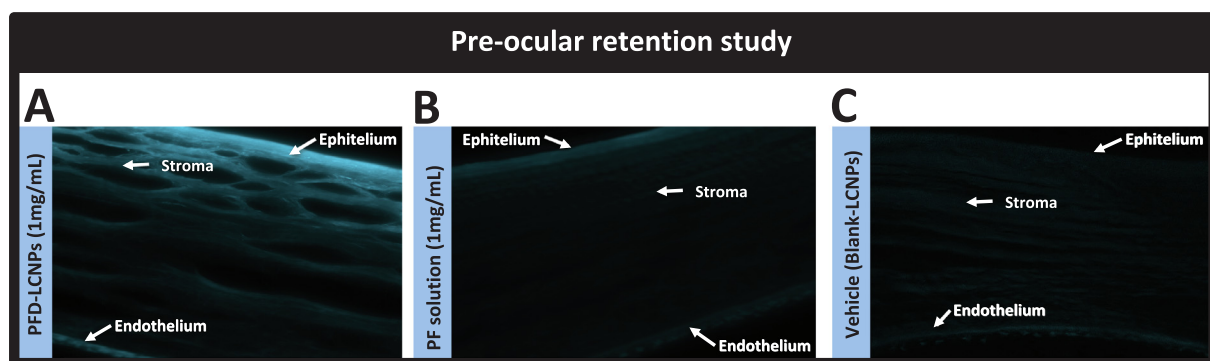 Pre-ocular retention study
A
PFD-LCNPs (1mg/mL)
Ephitelium
Stroma
Endothelium
B
PF solution (1mg/mL)
Ephitelium
Stroma
Endothelium
C
Vehicle (Blank-LCNPs)
Ephitelium
Stroma
Endothelium